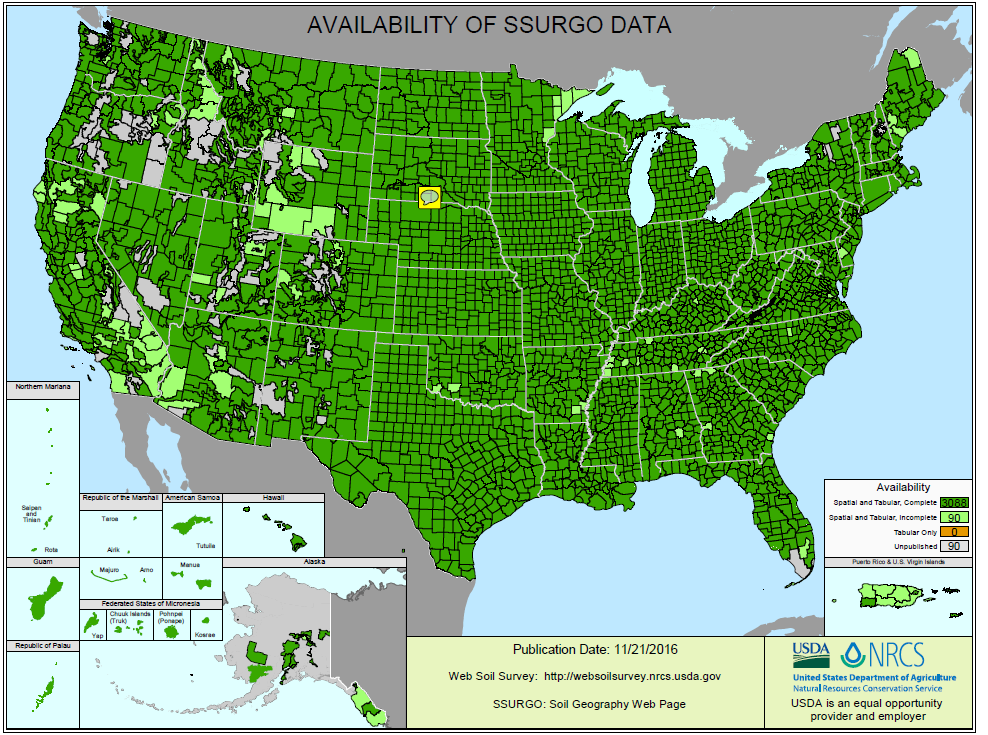 AVAILABILITY OF SSURGO DATA
Northern Mariana
Saipan
and
Tinian
Rota
Guam
Republic of Palau
Republic of the Marshall
Taroa
Airik
Majuro
Arno
American Samoa
Tutuila
Manua
Hawaii
Federated States of Micronesia
Yap
Chuuk Islands
(Truk)
Pohnpei
(Ponape)
Kosrae
Alaska
Availability
Spatial and Tabular, Complete 3088
Spatial and Tabular, Incomplete 90
Tabular Only 0
Unpublished 90
Puerto Rico & U.S. Virgin Islands
Publication Date: 11/21/2016
Web Soil Survey: http://websoilsurvey.nrcs.usda.gov
SSURGO: Soil Geography Web Page
USDA NRCS
United States Department of Agriculture
Natural Resources Conservation Service
USDA is an equal opportunity
provider and employer